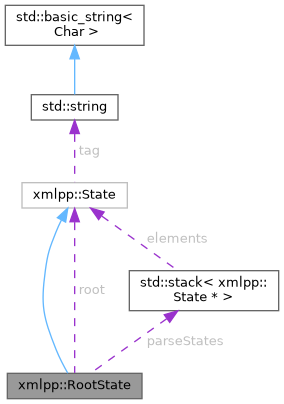 std::basic_string<
Char >
std::string
tag
xmlpp::State
elements
std::stack< xmlpp::
State * >
root
parseStates
xmlpp::RootState